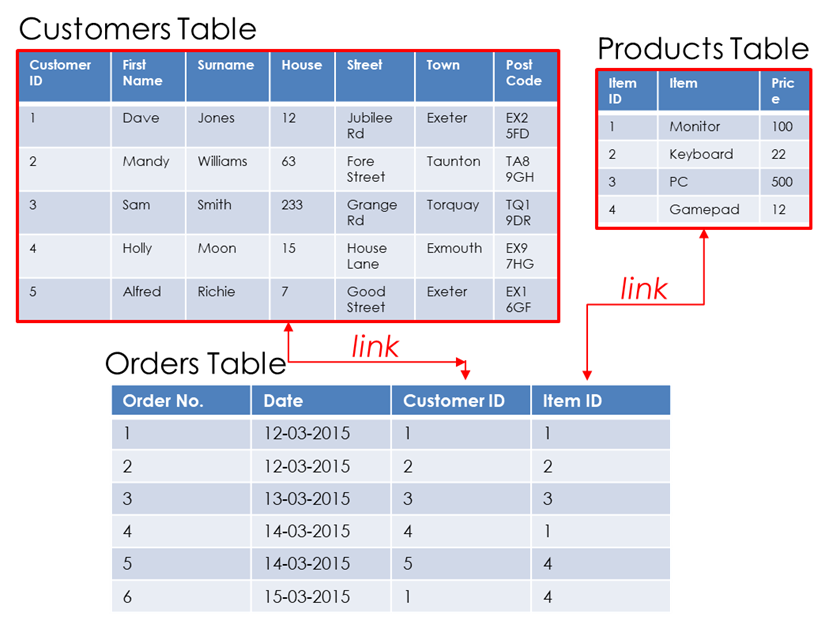 Customers Table
Customer ID First Name Surname House Street Town Post Code
1 Dave Jones 12 Jubilee Rd Exeter EX2 5FD
2 Mandy Williams 63 Fore Street Taunton TA8 9GH
3 Sam Smith 233 Grange Rd Torquay TQ1 9DR
4 Holly Moon 15 House Lane Exmouth EX9 7HG
5 Alfred Richie 7 Good Street Exeter EX1 6GF
Products Table
Item ID Item Price
1 Monitor 100
2 Keyboard 22
3 PC 500
4 Gamepad 12
link
link
Orders Table
Order No. Date Customer ID Item ID
1 12-03-2015 1 1
2 12-03-2015 2 2
3 13-03-2015 3 3
4 14-03-2015 4 1
5 14-03-2015 5 4
6 15-03-2015 1 4